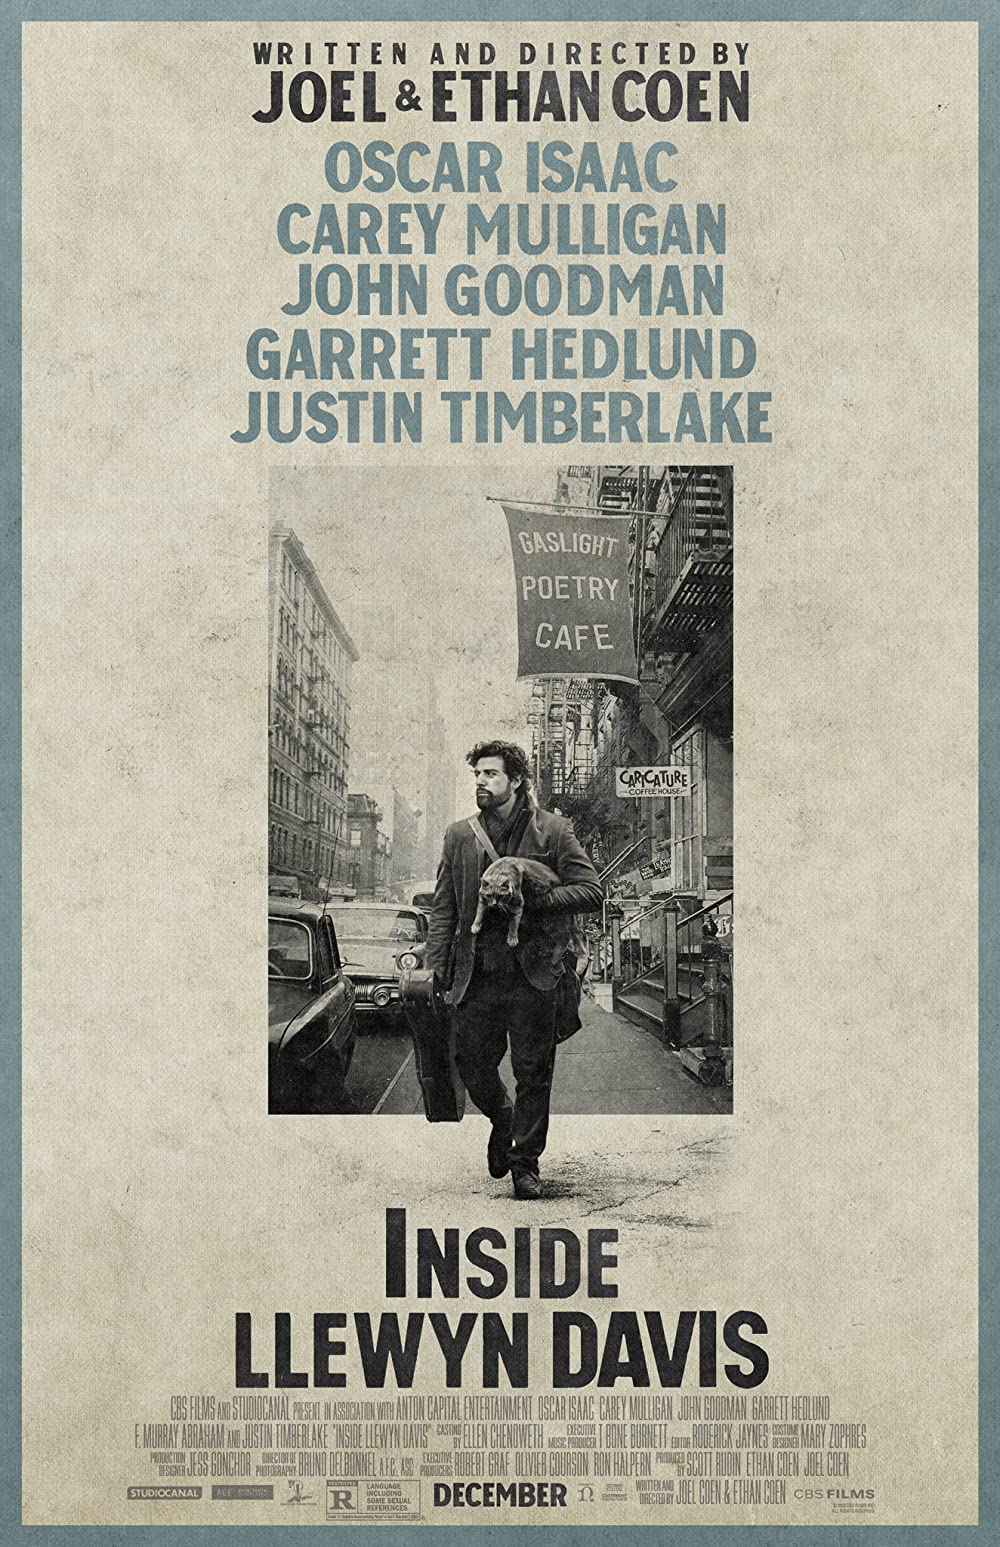 WRITTEN AND DIRECTED BY
JOEL & ETHAN COEN
OSCAR ISAAC
CAREY MULLIGAN
JOHN GOODMAN
GARRETT HEDLUND
JUSTIN TIMBERLAKE
GASLIGHT
POETRY
CAFE
CARICATURE
COFFEE HOUSE
INSIDE
LLEWYN DAVIS
CBS FILMS AND STUDIOCANAL PRESENT IN ASSOCIATION WITH ANTON CAPITAL ENTERTAINMENT OSCAR ISAAC CAREY MULLIGAN JOHN GOODMAN GARRETT HEDLUND
F. MURRAY ABRAHAM AND JUSTIN TIMBERLAKE "INSIDE LLEWYN DAVIS" CASTING BY ELLEN CHENOWETH EXECUTIVE MUSIC PRODUCER T BONE BURNETT EDITOR RODERICK JAYNES COSTUME DESIGNER MARY ZOPHRES
PRODUCTION DESIGNER JESS GONCHOR DIRECTOR OF PHOTOGRAPHY BRUNO DELBONNEL A.F.C., ASC EXECUTIVE PRODUCERS ROBERT GRAF OLIVIER COURSON RON HALPERN PRODUCED BY SCOTT RUDIN ETHAN COEN JOEL COEN
STUDIOCANAL
ACE
RESTRICTED
R
LANGUAGE
INCLUDING
SOME SEXUAL
REFERENCES
DECEMBER
WRITTEN AND DIRECTED BY JOEL COEN & ETHAN COEN
CBS FILMS